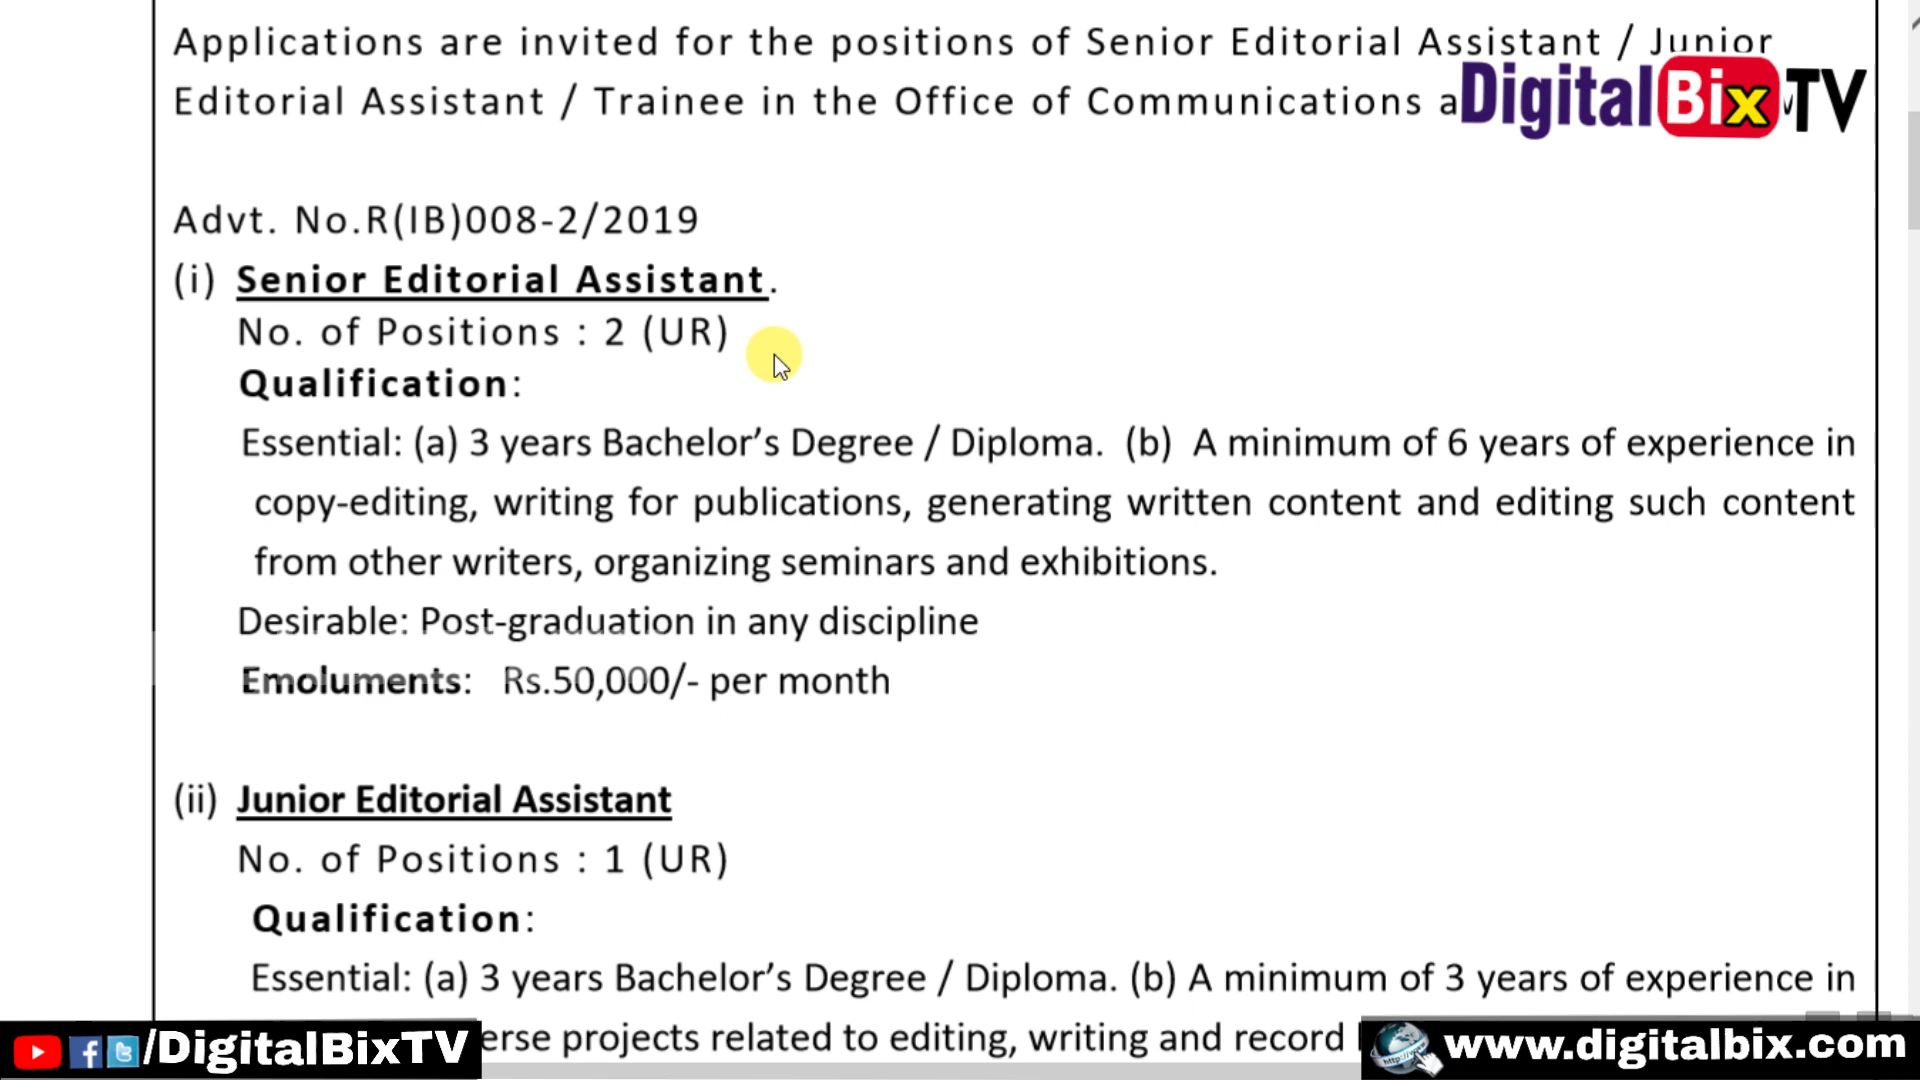 Applications are invited for the positions of Senior Editorial Assistant / Junior
Editorial Assistant / Trainee in the Office of Communications
DigitalBixTV
Advt. No.R(IB)008-2/2019
(i) Senior Editorial Assistant.
No. of Positions : 2 (UR)
Qualification:
Essential: (a) 3 years Bachelor’s Degree / Diploma. (b) A minimum of 6 years of experience in
copy-editing, writing for publications, generating written content and editing such content
from other writers, organizing seminars and exhibitions.
Desirable: Post-graduation in any discipline
Emoluments: Rs.50,000/- per month
(ii) Junior Editorial Assistant
No. of Positions : 1 (UR)
Qualification:
Essential: (a) 3 years Bachelor’s Degree / Diploma. (b) A minimum of 3 years of experience in
projects related to editing, writing and record
/DigitalBixTV
www.digitalbix.com